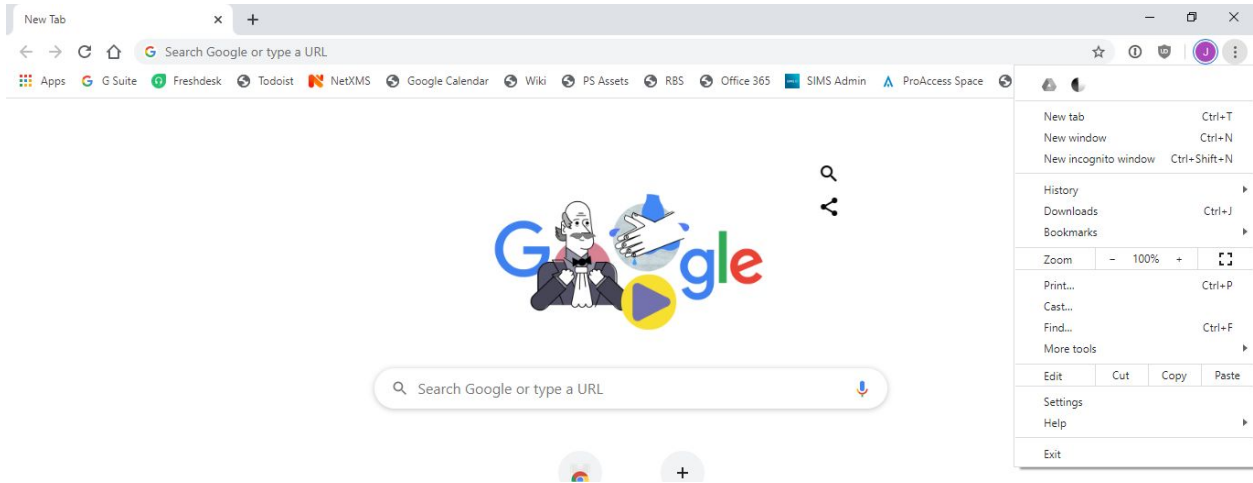 New Tab
Search Google or type a URL
Apps G Suite Freshdesk Todoist NetXMS Google Calendar Wiki PS Assets RBS Office 365 SIMS Admin ProAccess Space
J
New tab Ctrl+T
New window Ctrl+N
New incognito window Ctrl+Shift+N
History
Downloads Ctrl+J
Bookmarks
Zoom - 100% +
Print... Ctrl+P
Cast...
Find... Ctrl+F
More tools
Edit Cut Copy Paste
Settings
Help
Exit
Google
Search Google or type a URL